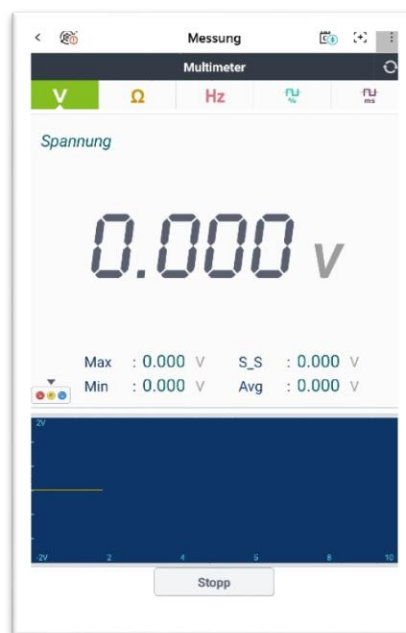 Messung
Multimeter
V Ω Hz % ms
Spannung
0.000 V
Max : 0.000 V S_S : 0.000 V
Min : 0.000 V Avg : 0.000 V
2V
-2V 2 4 6 8 10
Stopp